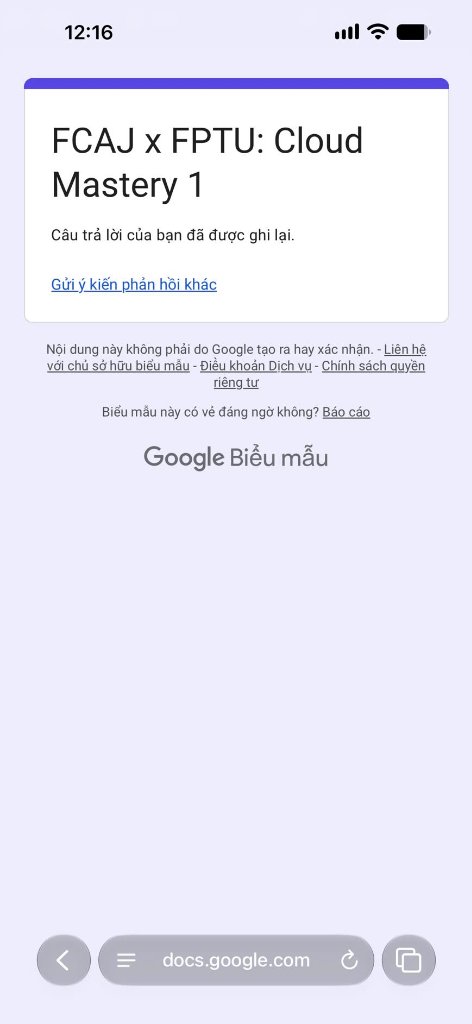 12:16
FCAJ x FPTU: Cloud
Mastery 1
Câu trả lời của bạn đã được ghi lại.
Gửi ý kiến phản hồi khác
Nội dung này không phải do Google tạo ra hay xác nhận. - Liên hệ
với chủ sở hữu biểu mẫu - Điều khoản Dịch vụ - Chính sách quyền
riêng tư
Biểu mẫu này có vẻ đáng ngờ không? Báo cáo
Google Biểu mẫu
docs.google.com